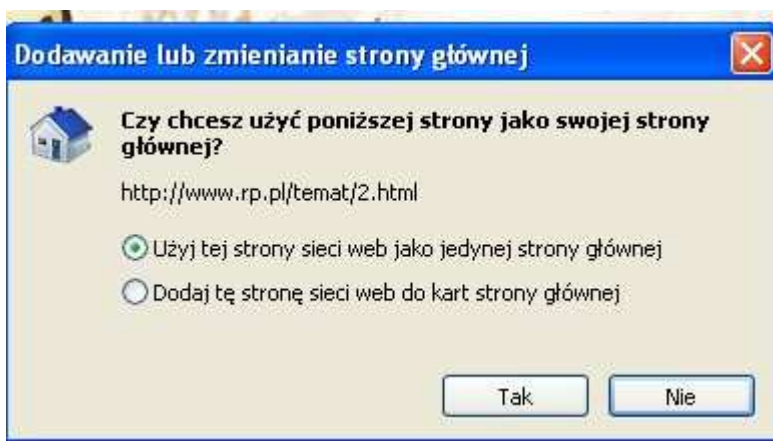 Dodawanie lub zmienianie strony głównej
Czy chcesz użyć poniższej strony jako swojej strony
głównej?
http://www.rp.pl/temat/2.html
Użyj tej strony sieci web jako jedynej strony głównej
Dodaj tę stronę sieci web do kart strony głównej
Tak
Nie